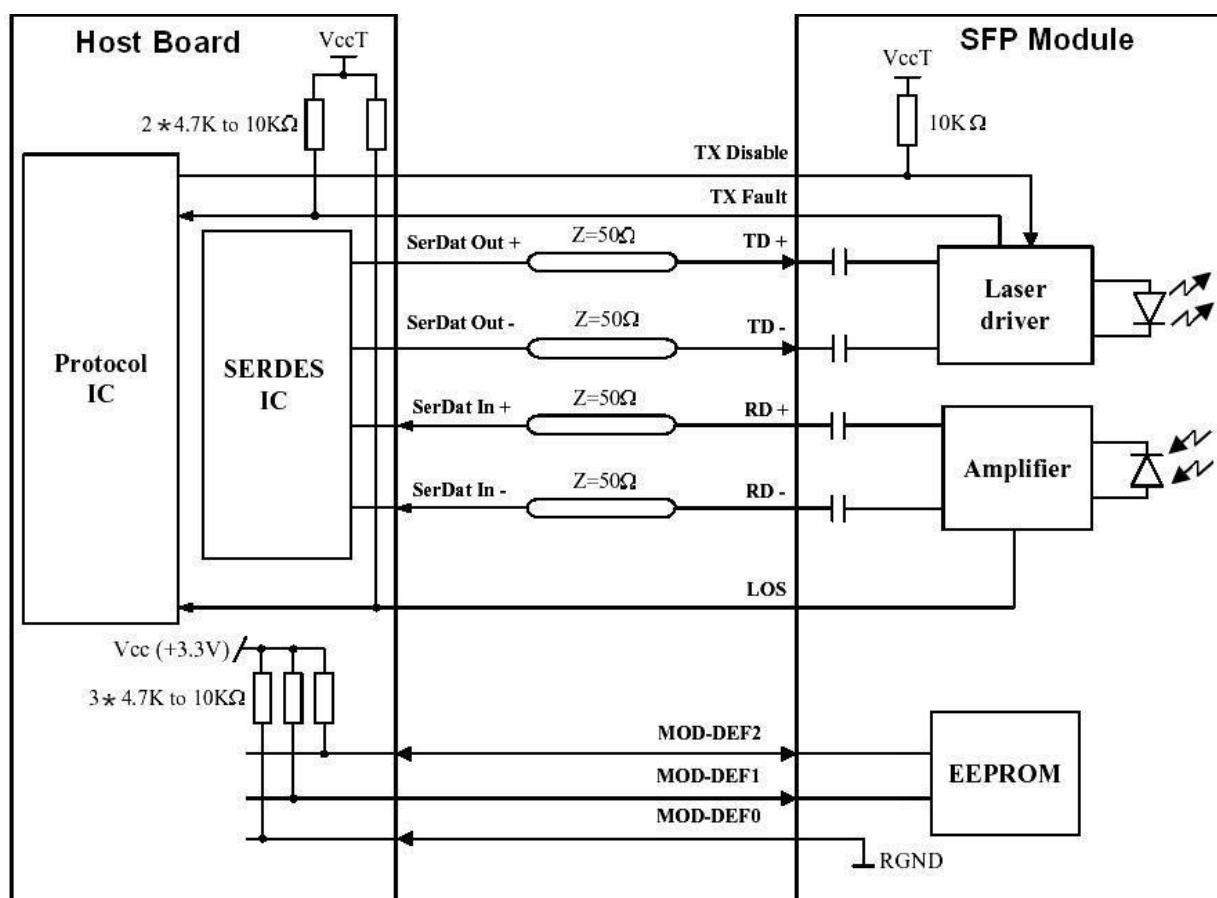 Host Board
SFP Module
VccT
VccT
2*4.7K to 10KΩ
10KΩ
TX Disable
TX Fault
SerDat Out +
Z=50Ω
TD +
Laser
driver
SerDat Out -
Z=50Ω
TD -
Protocol
IC
SERDES
IC
SerDat In +
Z=50Ω
RD +
Amplifier
SerDat In -
Z=50Ω
RD -
LOS
Vcc (+3.3V)
3*4.7K to 10KΩ
MOD-DEF2
EEPROM
MOD-DEF1
MOD-DEF0
RGND